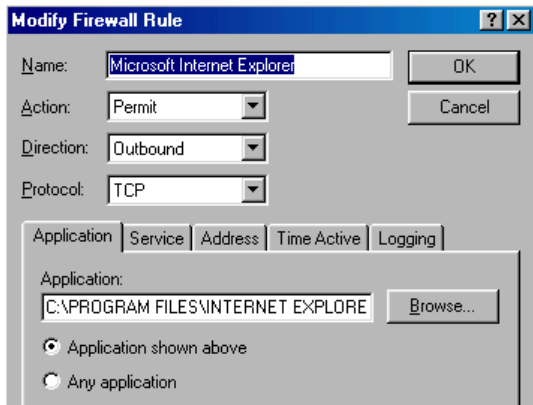 Modify Firewall Rule
Name: Microsoft Internet Explorer OK
Action: Permit Cancel
Direction: Outbound
Protocol: TCP
Application Service Address Time Active Logging
Application:
C:\PROGRAM FILES\INTERNET EXPLORE Browse...
Application shown above
Any application